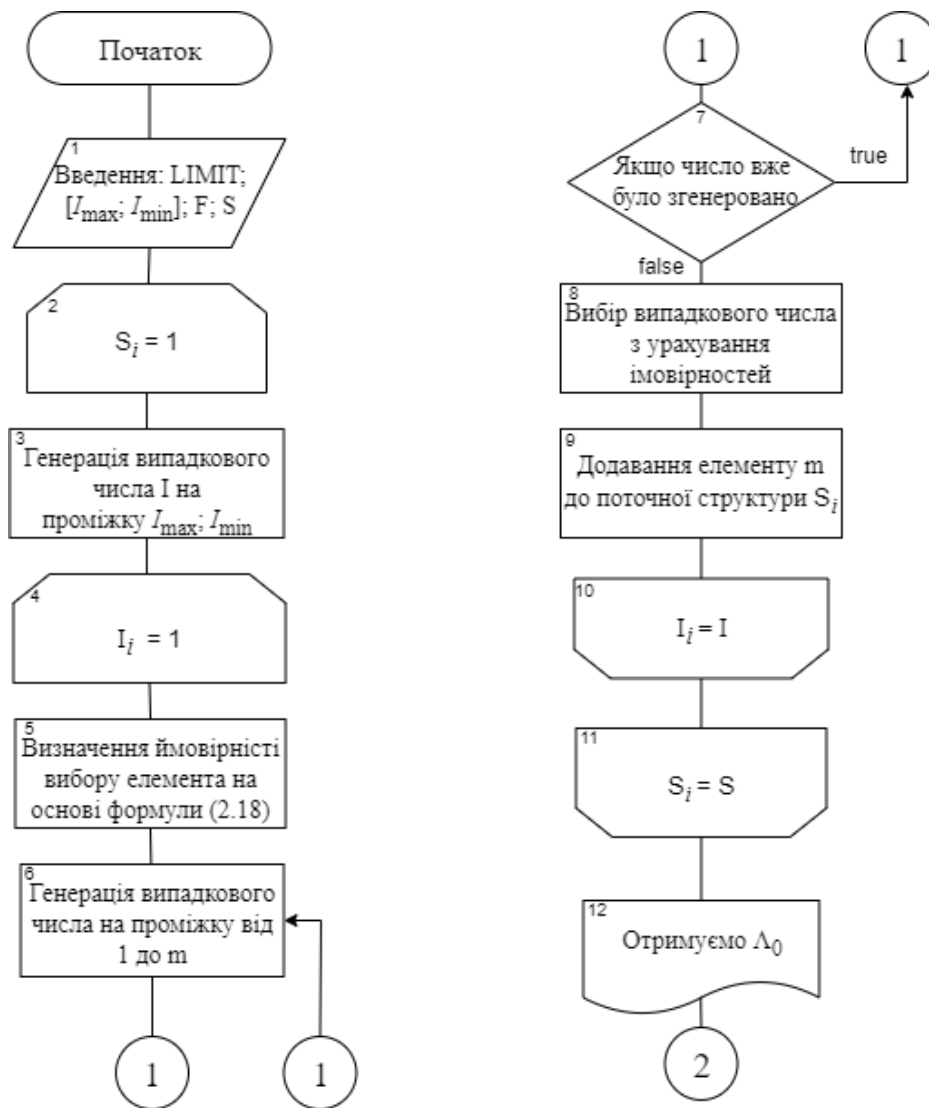 Початок
1
Введення: LIMIT;
[Imax; Imin]; F; S
2
Si = 1
3
Генерація випадкового
числа I на
проміжку Imax; Imin
4
Ii = 1
5
Визначення ймовірністі
вибору елемента на
основі формули (2.18)
6
Генерація випадкового
числа на проміжку від
1 до m
1
1
1
1
7
Якщо число вже
було згенеровано
true
false
8
Вибір випадкового числа
з урахування
імовірностей
9
Додавання елементу m
до поточної структури Si
10
Ii = I
11
Si = S
12
Отримуємо Λ0
2